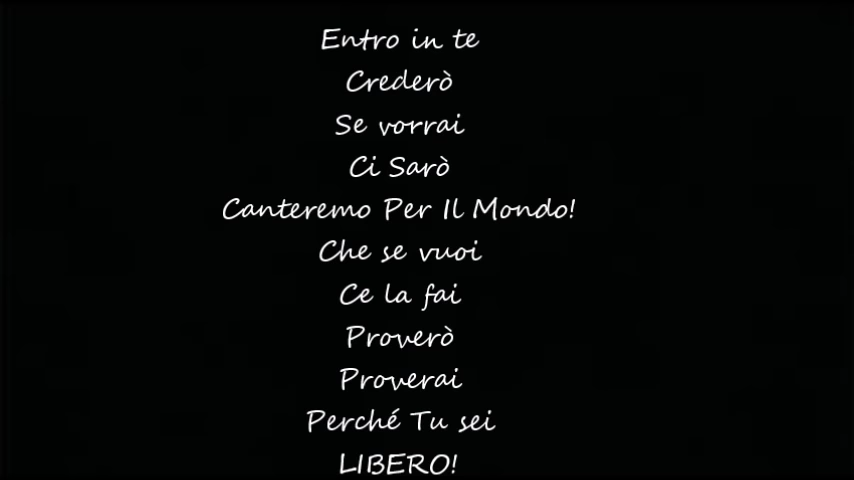 Entro in te
Crederò
Se vorrai
Ci Sarò
Canteremo Per Il Mondo!
Che se vuoi
Ce la fai
Proverò
Proverai
Perché Tu sei
LIBERO!